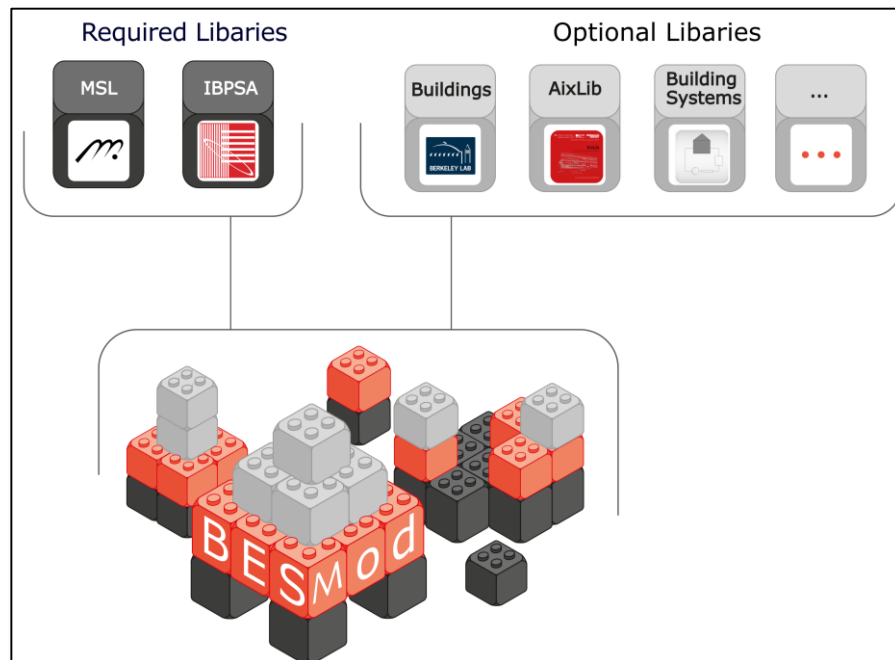 Required Libaries
Optional Libaries
MSL
IBPSA
Buildings
AixLib
Building
Systems
...
BERKELEY LAB
BESMod